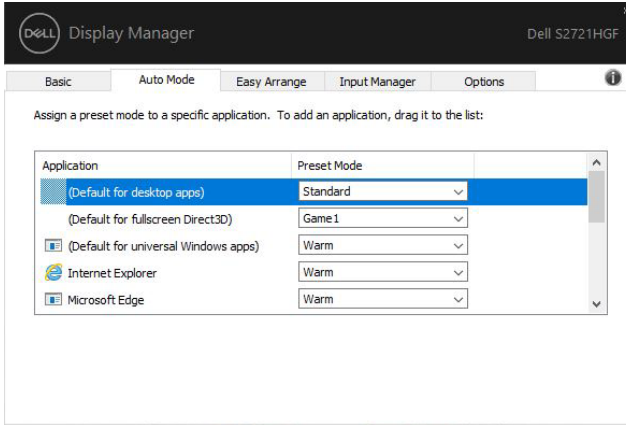 DELL Display Manager Dell S2721HGF
Basic Auto Mode Easy Arrange Input Manager Options
Assign a preset mode to a specific application. To add an application, drag it to the list:
Application Preset Mode
(Default for desktop apps) Standard
(Default for fullscreen Direct3D) Game1
(Default for universal Windows apps) Warm
Internet Explorer Warm
Microsoft Edge Warm